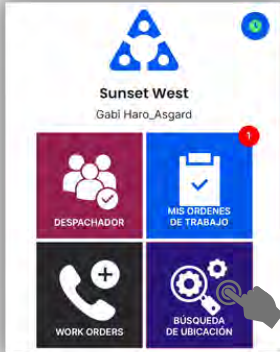 Sunset West
Gabi Haro_Asgard
1
DESPACHADOR
MIS ORDENES
DE TRABAJO
WORK ORDERS
BÚSQUEDA
DE UBICACIÓN